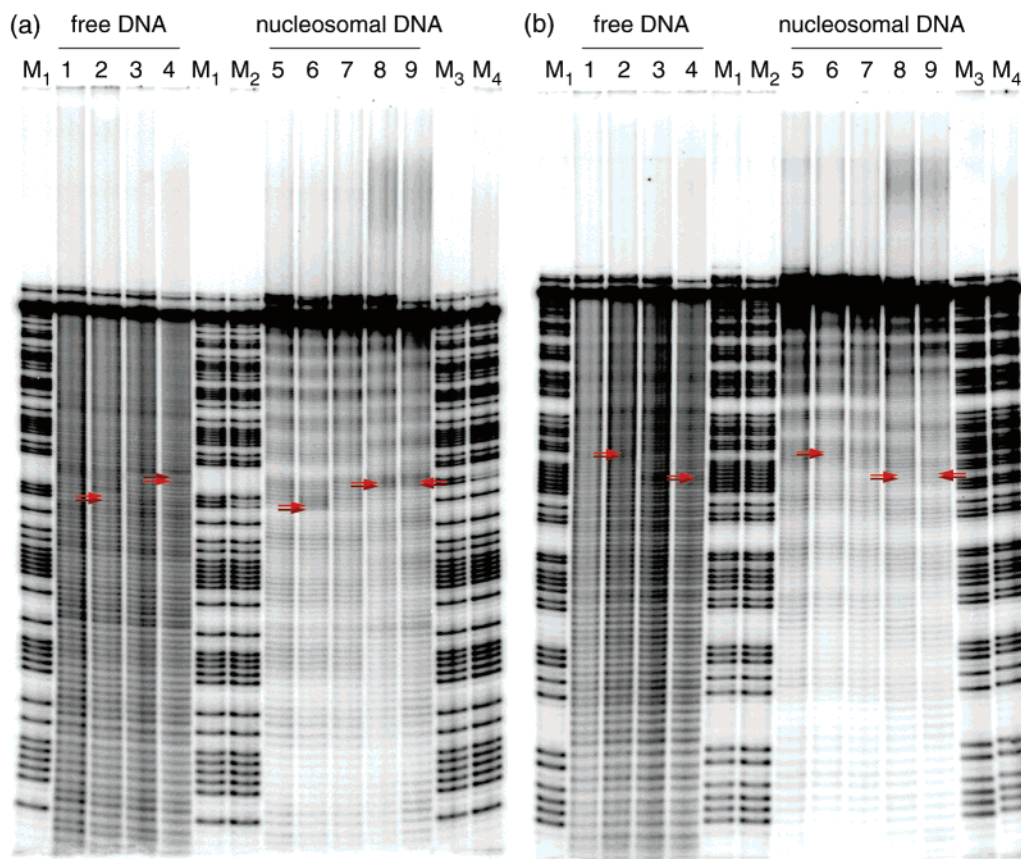 (a) free DNA nucleosomal DNA
M1 1 2 3 4 M1 M2 5 6 7 8 9 M3 M4
(b) free DNA nucleosomal DNA
M1 1 2 3 4 M1 M2 5 6 7 8 9 M3 M4